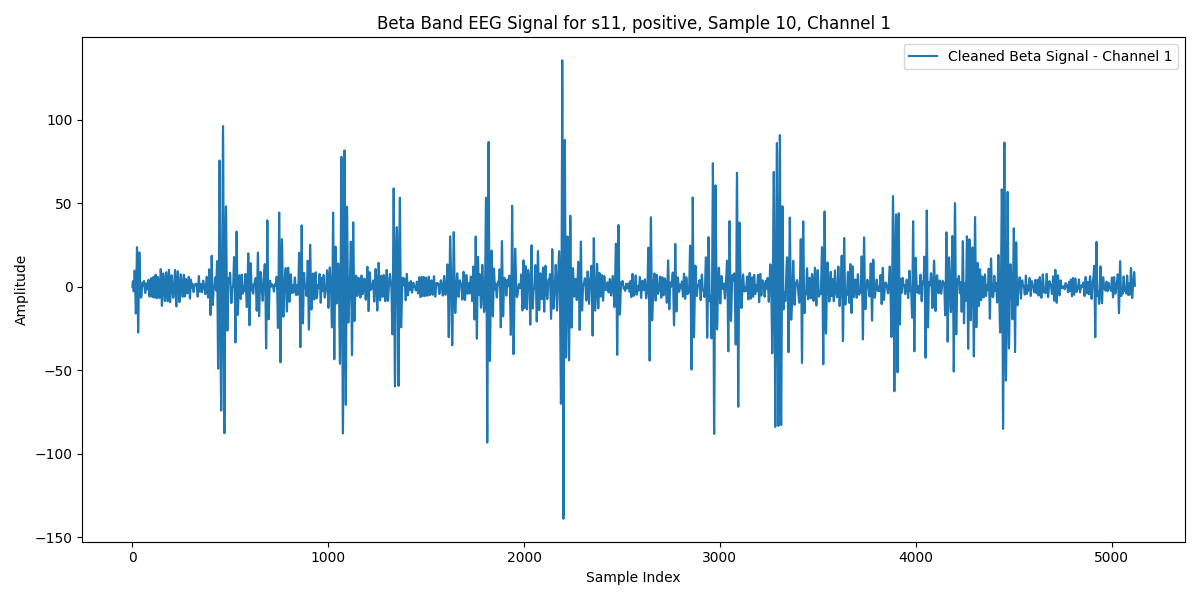 Beta Band EEG Signal for s11, positive, Sample 10, Channel 1
Cleaned Beta Signal - Channel 1
Amplitude
100
50
0
−50
−100
−150
0 1000 2000 3000 4000 5000
Sample Index